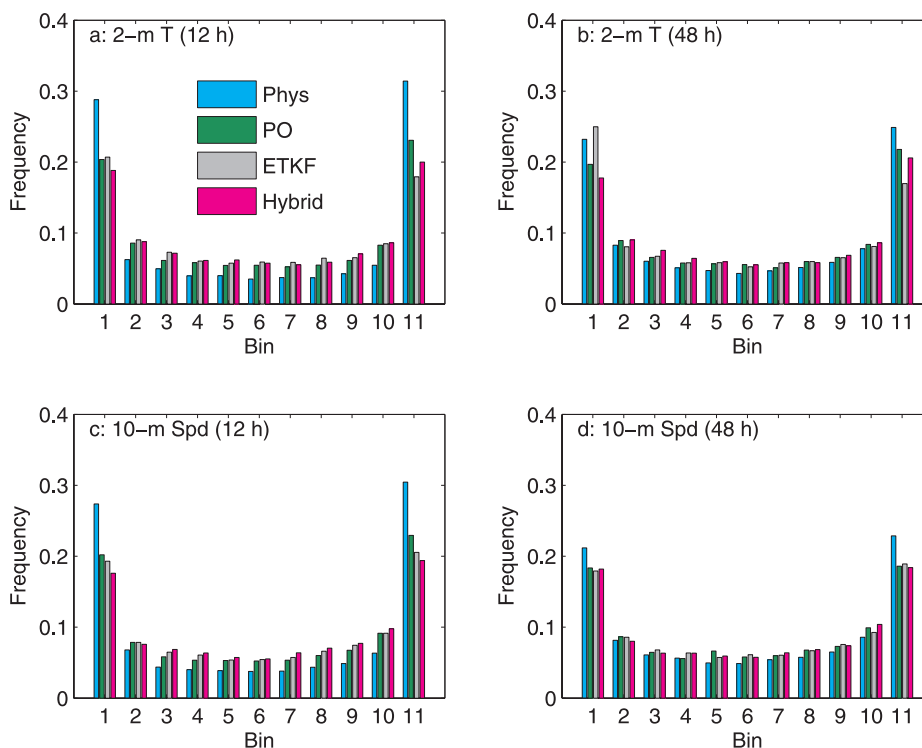 a: 2−m T (12 h)
0.4
0.3
0.2
0.1
0
Frequency
Phys
PO
ETKF
Hybrid
1 2 3 4 5 6 7 8 9 10 11
Bin
b: 2−m T (48 h)
0.4
0.3
0.2
0.1
0
Frequency
1 2 3 4 5 6 7 8 9 10 11
Bin
c: 10−m Spd (12 h)
0.4
0.3
0.2
0.1
0
Frequency
1 2 3 4 5 6 7 8 9 10 11
Bin
d: 10−m Spd (48 h)
0.4
0.3
0.2
0.1
0
Frequency
1 2 3 4 5 6 7 8 9 10 11
Bin